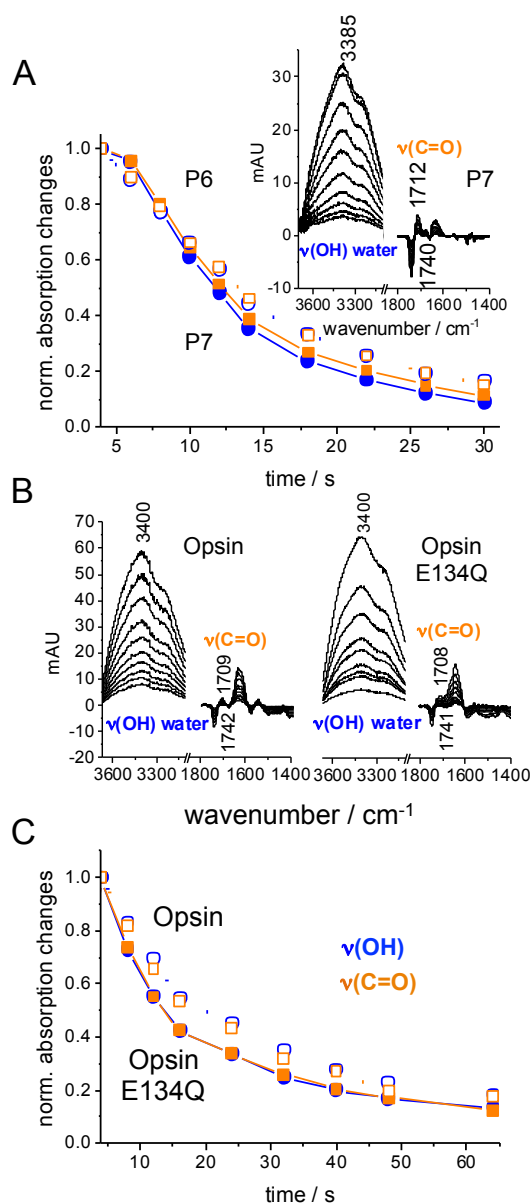 A
norm. absorption changes
1.0
0.8
0.6
0.4
0.2
0.0
P6
P7
5 10 15 20 25 30
time / s
3385
mAU
30
20
10
0
-10
ν(C=O)
1712
P7
ν(OH) water
1740
3600 3300 1800 1600 1400
wavenumber / cm-1
B
mAU
70
60
50
40
30
20
10
0
-10
-20
3400
Opsin
ν(C=O)
1709
ν(OH) water
1742
3600 3300 1800 1600 1400
3400
Opsin
E134Q
ν(C=O)
1708
ν(OH) water
1741
3600 3300 1800 1600 1400
wavenumber / cm-1
C
norm. absorption changes
1.0
0.8
0.6
0.4
0.2
0.0
Opsin
ν(OH)
ν(C=O)
Opsin
E134Q
10 20 30 40 50 60
time / s